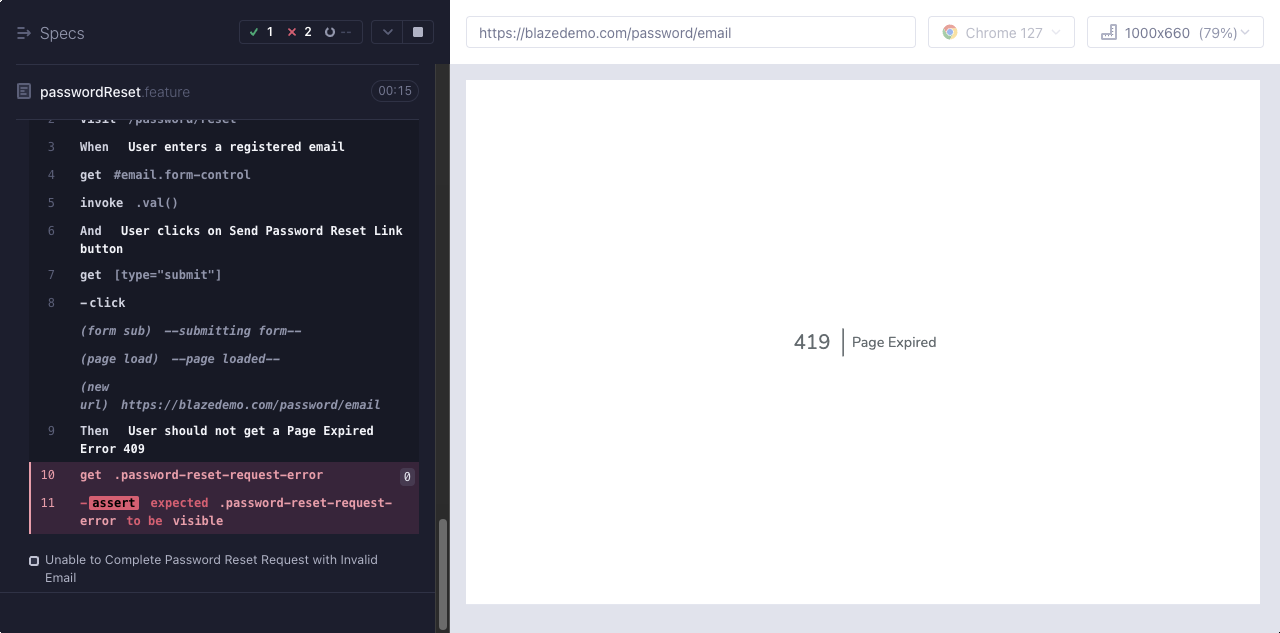 Specs
1 2 --
https://blazedemo.com/password/email
Chrome 127
1000x660 (79%)
passwordReset.feature
00:15
2 visit /password/reset
3 When User enters a registered email
4 get #email.form-control
5 invoke .val()
6 And User clicks on Send Password Reset Link
button
7 get [type="submit"]
8 -click
(form sub) --submitting form--
(page load) --page loaded--
(new
url) https://blazedemo.com/password/email
9 Then User should not get a Page Expired
Error 409
10 get .password-reset-request-error 0
11 -assert expected .password-reset-request-
error to be visible
Unable to Complete Password Reset Request with Invalid
Email
419 Page Expired